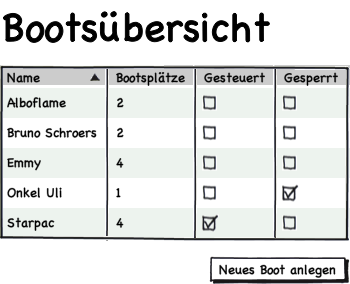 Bootsübersicht
Name ▲ Bootsplätze Gesteuert Gesperrt
Alboflame 2 ☐ ☐
Bruno Schroers 2 ☐ ☐
Emmy 4 ☐ ☐
Onkel Uli 1 ☐ ☑
Starpac 4 ☑ ☐
Neues Boot anlegen